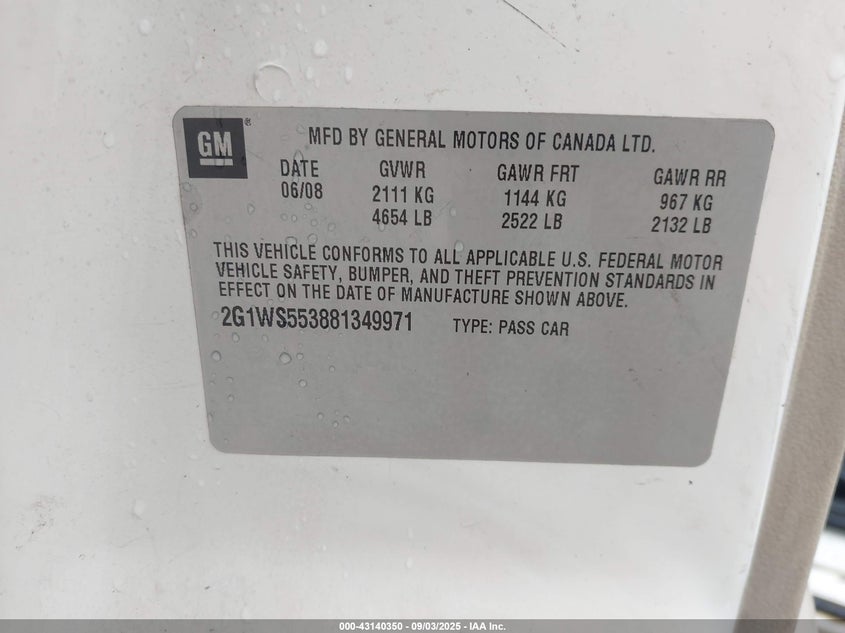 GM ®
MFD BY GENERAL MOTORS OF CANADA LTD.
DATE GVWR GAWR FRT GAWR RR
06/08 2111 KG 1144 KG 967 KG
4654 LB 2522 LB 2132 LB
THIS VEHICLE CONFORMS TO ALL APPLICABLE U.S. FEDERAL MOTOR
VEHICLE SAFETY, BUMPER, AND THEFT PREVENTION STANDARDS IN
EFFECT ON THE DATE OF MANUFACTURE SHOWN ABOVE.
2G1WS553881349971 TYPE: PASS CAR
000-43140350 - 09/03/2025 - IAA Inc.